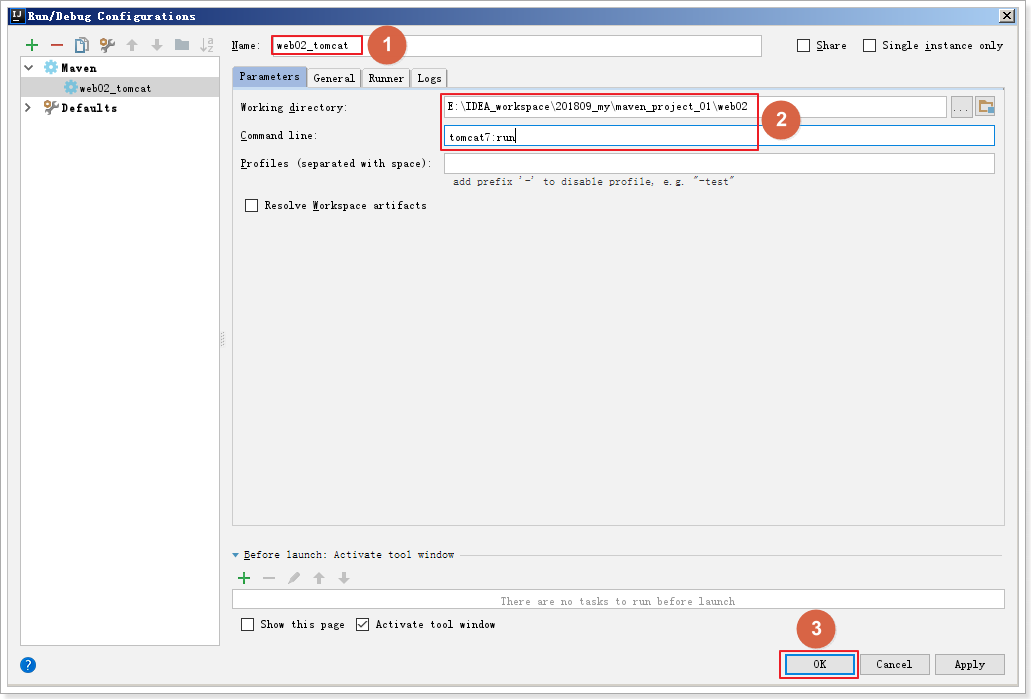 Run/Debug Configurations
Name: web02_tomcat 1 Share Single instance only
Maven
web02_tomcat
Defaults
Parameters General Runner Logs
Working directory: E:\IDEA_workspace\201809_my\maven_project_01\web02 ...
2
Command line: tomcat7:run
Profiles (separated with space):
add prefix '-' to disable profile, e.g. "-test"
Resolve Workspace artifacts
Before launch: Activate tool window
There are no tasks to run before launch
Show this page Activate tool window
3
? OK Cancel Apply